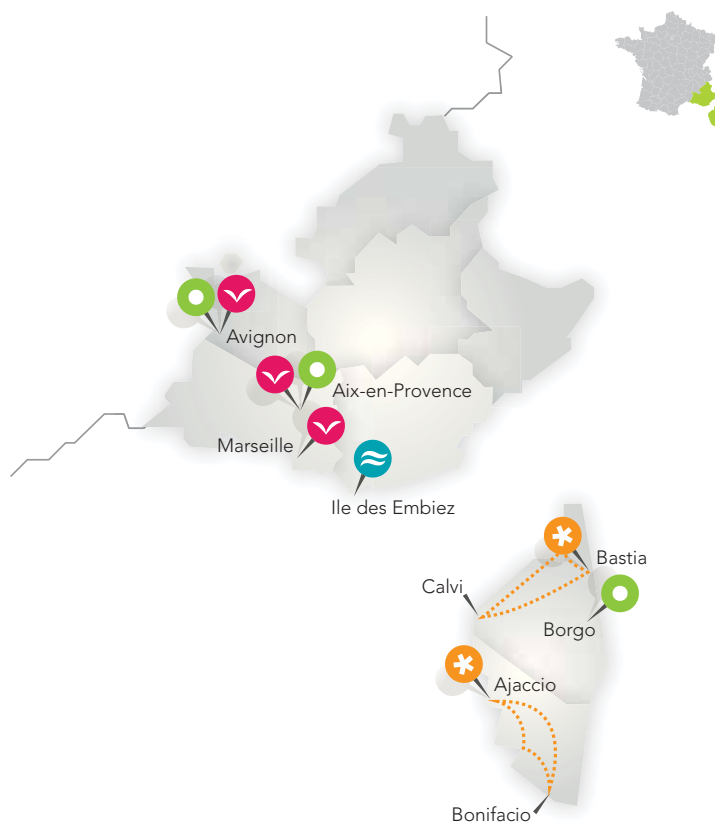 Avignon
Aix-en-Provence
Marseille
Ile des Embiez
Bastia
Calvi
Borgo
Ajaccio
Bonifacio